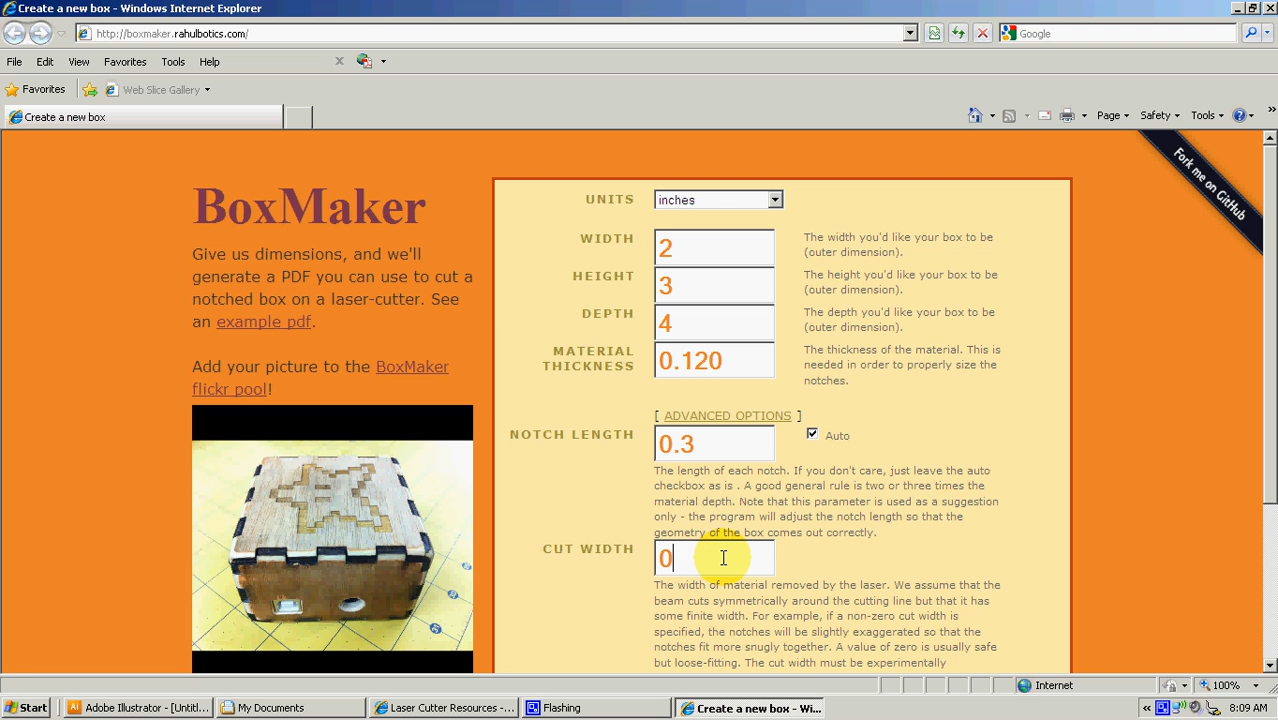 Create a new box - Windows Internet Explorer
http://boxmaker.rahulbotics.com/
Google
File Edit View Favorites Tools Help
Favorites Web Slice Gallery
Create a new box
Page Safety Tools
Fork me on GitHub
BoxMaker
Give us dimensions, and we'll
generate a PDF you can use to cut a
notched box on a laser-cutter. See
an example pdf.
Add your picture to the BoxMaker
flickr pool!
UNITS inches
WIDTH 2 The width you'd like your box to be
(outer dimension).
HEIGHT 3 The height you'd like your box to be
(outer dimension).
DEPTH 4 The depth you'd like your box to be
(outer dimension).
MATERIAL
THICKNESS 0.120 The thickness of the material. This is
needed in order to properly size the
notches.
[ ADVANCED OPTIONS ]
NOTCH LENGTH 0.3 Auto
The length of each notch. If you don't care, just leave the auto
checkbox as is . A good general rule is two or three times the
material depth. Note that this parameter is used as a suggestion
only - the program will adjust the notch length so that the
geometry of the box comes out correctly.
CUT WIDTH 0
The width of material removed by the laser. We assume that the
beam cuts symmetrically around the cutting line but that it has
some finite width. For example, if a non-zero cut width is
specified, the notches will be slightly exaggerated so that the
notches fit more snugly together. A value of zero is usually safe
but loose-fitting. The cut width must be experimentally
Internet 100%
Start Adobe Illustrator - [Untitl... My Documents Laser Cutter Resources - ... Flashing Create a new box - Wi... 8:09 AM